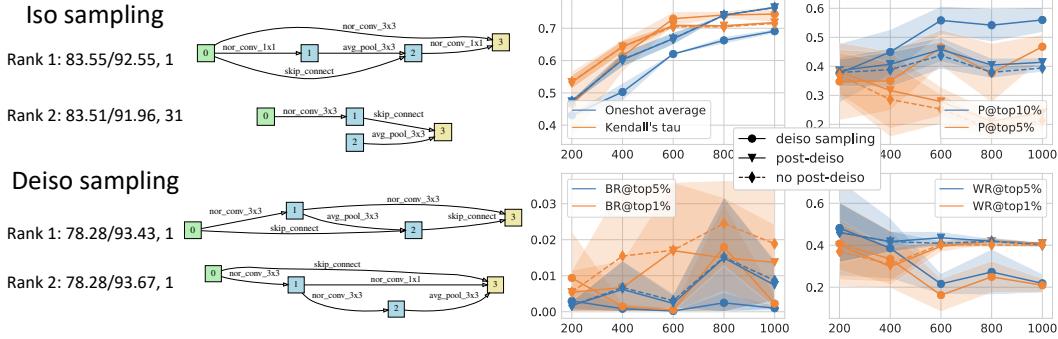 Iso sampling
Rank 1: 83.55/92.55, 1
0
nor_conv_3x3
nor_conv_1x1
1
avg_pool_3x3
2
nor_conv_1x1
3
skip_connect
Rank 2: 83.51/91.96, 31
0
nor_conv_3x3
1
skip_connect
2
avg_pool_3x3
3
Deiso sampling
Rank 1: 78.28/93.43, 1
0
nor_conv_3x3
1
nor_conv_3x3
avg_pool_3x3
skip_connect
2
skip_connect
3
Rank 2: 78.28/93.67, 1
0
skip_connect
nor_conv_3x3
1
nor_conv_1x1
nor_conv_3x3
2
avg_pool_3x3
3
0.7
0.6
0.5
0.4
Oneshot average
Kendall's tau
200 400 600 800 1000
0.6
0.5
0.4
0.3
0.2
P@top10%
P@top5%
200 400 600 800 1000
deiso sampling
post-deiso
no post-deiso
0.03
0.02
0.01
0.00
BR@top5%
BR@top1%
200 400 600 800 1000
0.6
0.4
0.2
WR@top5%
WR@top1%
200 400 600 800 1000